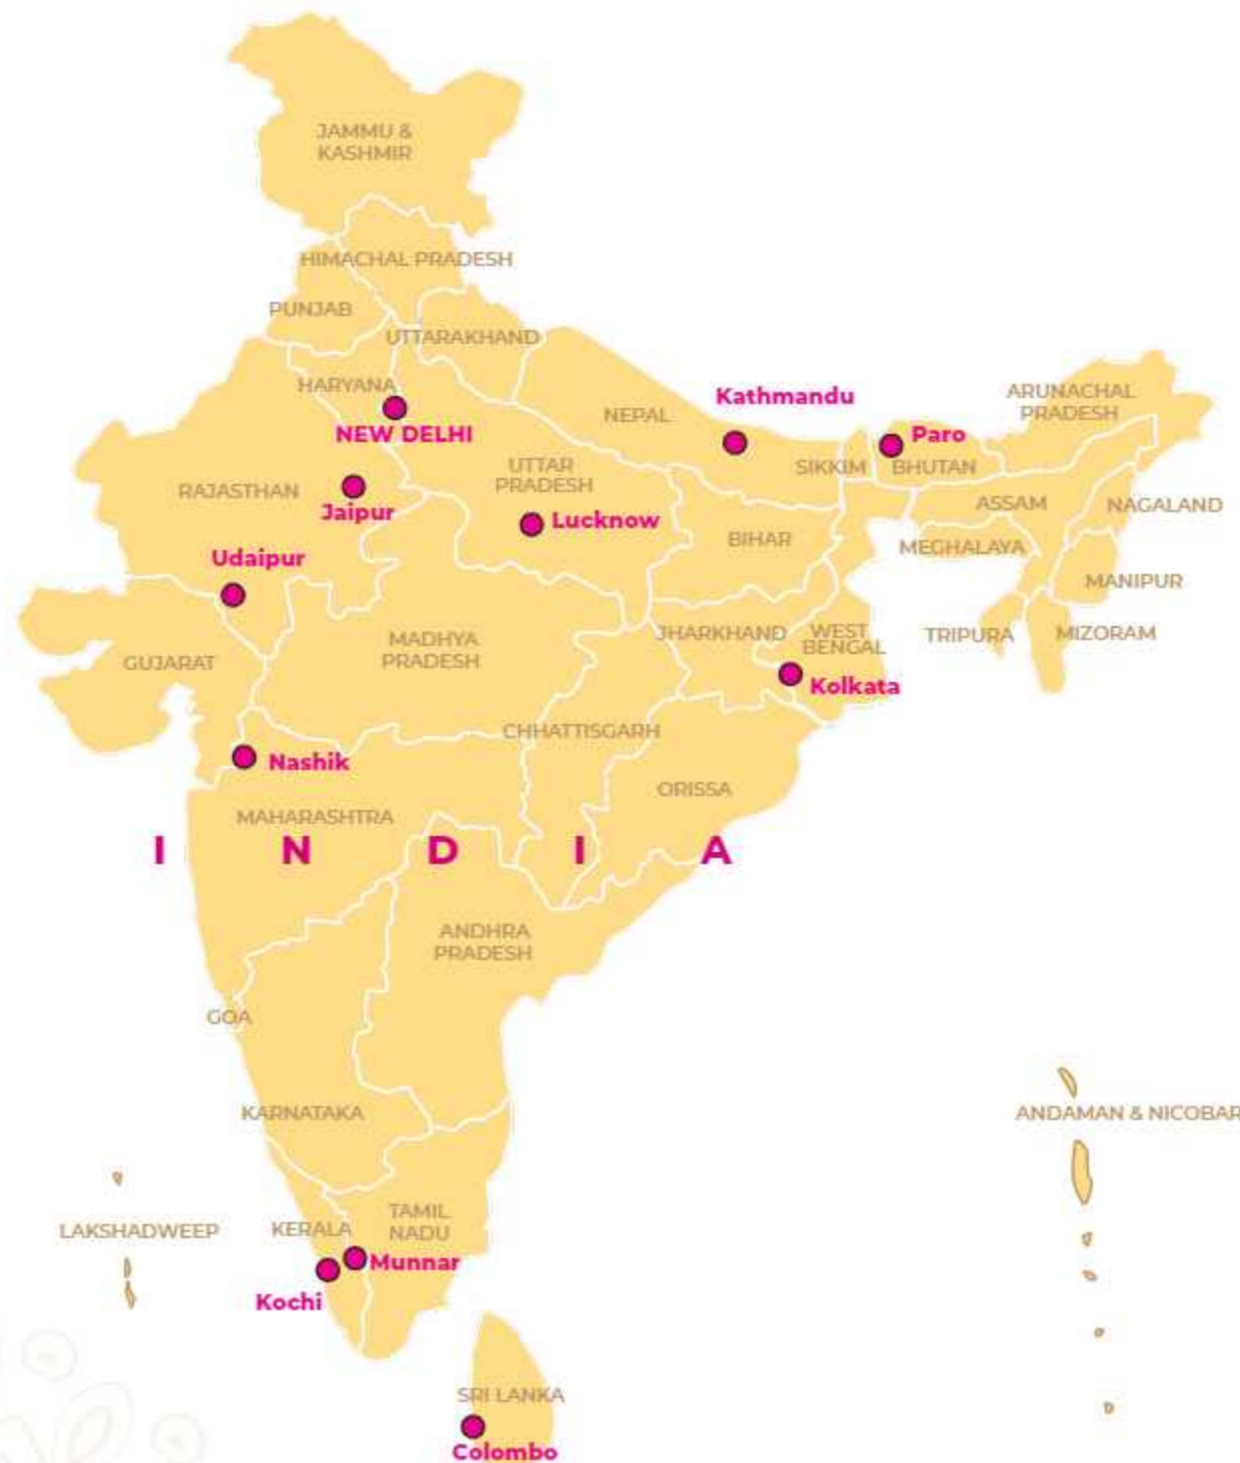 JAMMU &
KASHMIR
HIMACHAL PRADESH
PUNJAB
UTTARAKHAND
HARYANA
NEW DELHI
NEPAL
Kathmandu
ARUNACHAL
PRADESH
Paro
SIKKIM
BHUTAN
UTTAR
PRADESH
RAJASTHAN
Jaipur
Lucknow
ASSAM
NAGALAND
BIHAR
MEGHALAYA
Udaipur
MANIPUR
MADHYA
PRADESH
JHARKHAND
WEST
BENGAL
TRIPURA
MIZORAM
GUJARAT
Kolkata
CHHATTISGARH
Nashik
ORISSA
MAHARASHTRA
I N D I A
ANDHRA
PRADESH
GOA
KARNATAKA
ANDAMAN & NICOBAR
LAKSHADWEEP
KERALA
TAMIL
NADU
Munnar
Kochi
SRI LANKA
Colombo